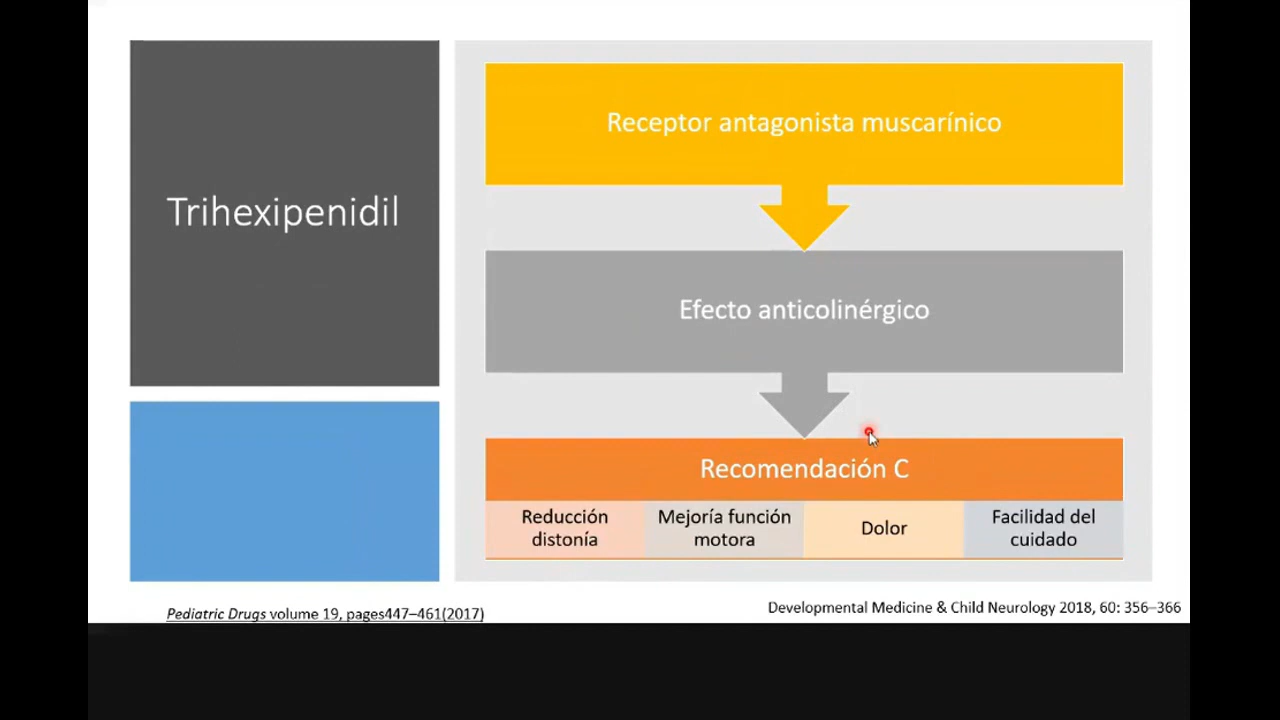 Trihexipenidil
Receptor antagonista muscarínico
Efecto anticolinérgico
Recomendación C
Reducción
distonía
Mejoría función
motora
Dolor
Facilidad del
cuidado
Pediatric Drugs volume 19, pages447–461(2017)
Developmental Medicine & Child Neurology 2018, 60: 356–366